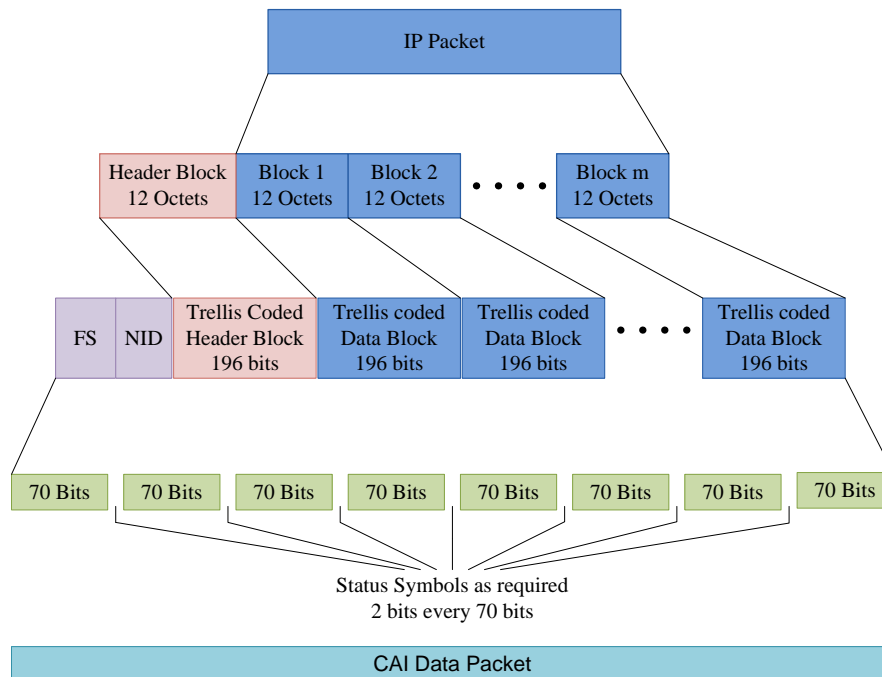 IP Packet
Header Block
12 Octets
Block 1
12 Octets
Block 2
12 Octets
Block m
12 Octets
FS
NID
Trellis Coded
Header Block
196 bits
Trellis coded
Data Block
196 bits
Trellis coded
Data Block
196 bits
Trellis coded
Data Block
196 bits
70 Bits
70 Bits
70 Bits
70 Bits
70 Bits
70 Bits
70 Bits
70 Bits
Status Symbols as required
2 bits every 70 bits
CAI Data Packet